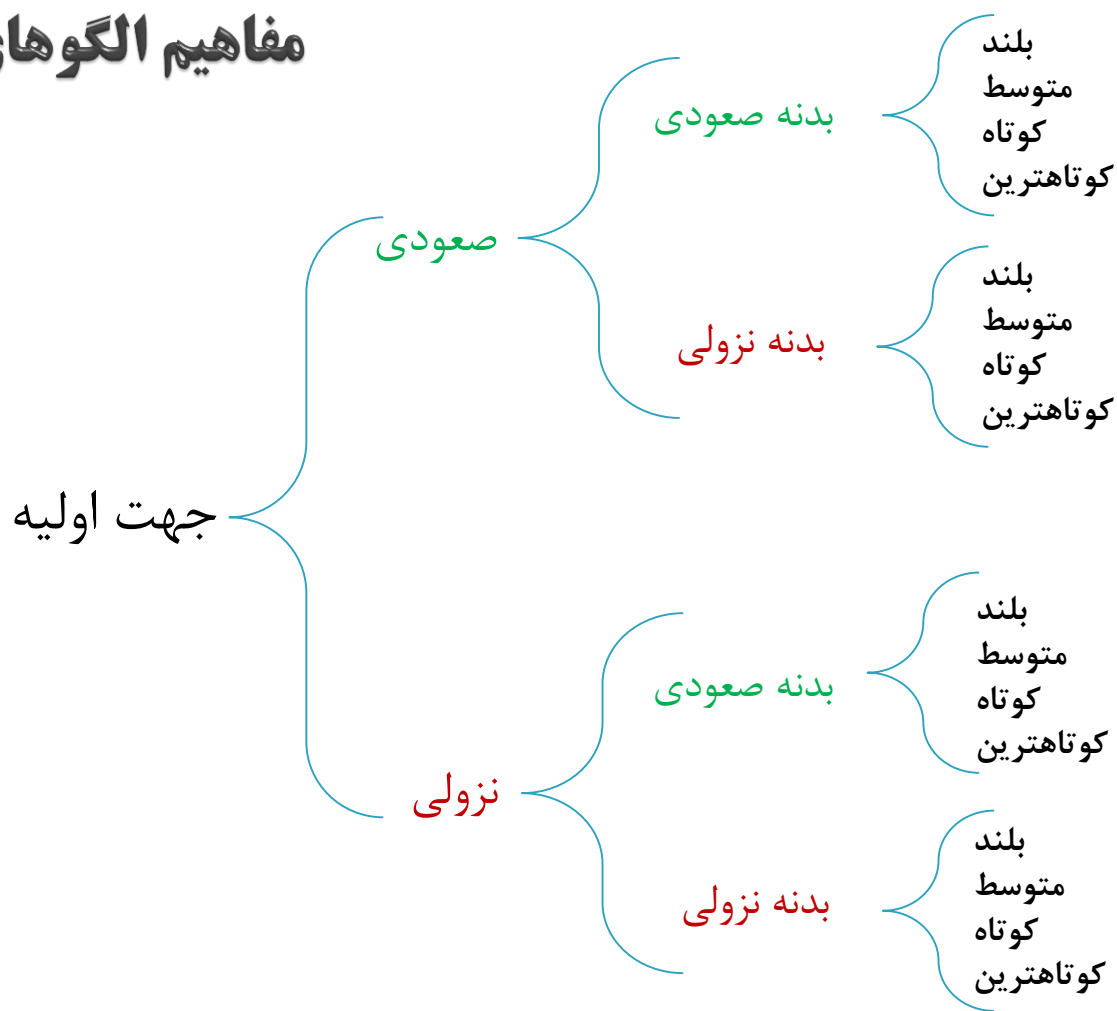 مفاهیم الگوهای
جهت اولیه
صعودی
بدنه صعودی
بلند
متوسط
کوتاه
کوتاهترین
بدنه نزولی
بلند
متوسط
کوتاه
کوتاهترین
نزولی
بدنه صعودی
بلند
متوسط
کوتاه
کوتاهترین
بدنه نزولی
بلند
متوسط
کوتاه
کوتاهترین